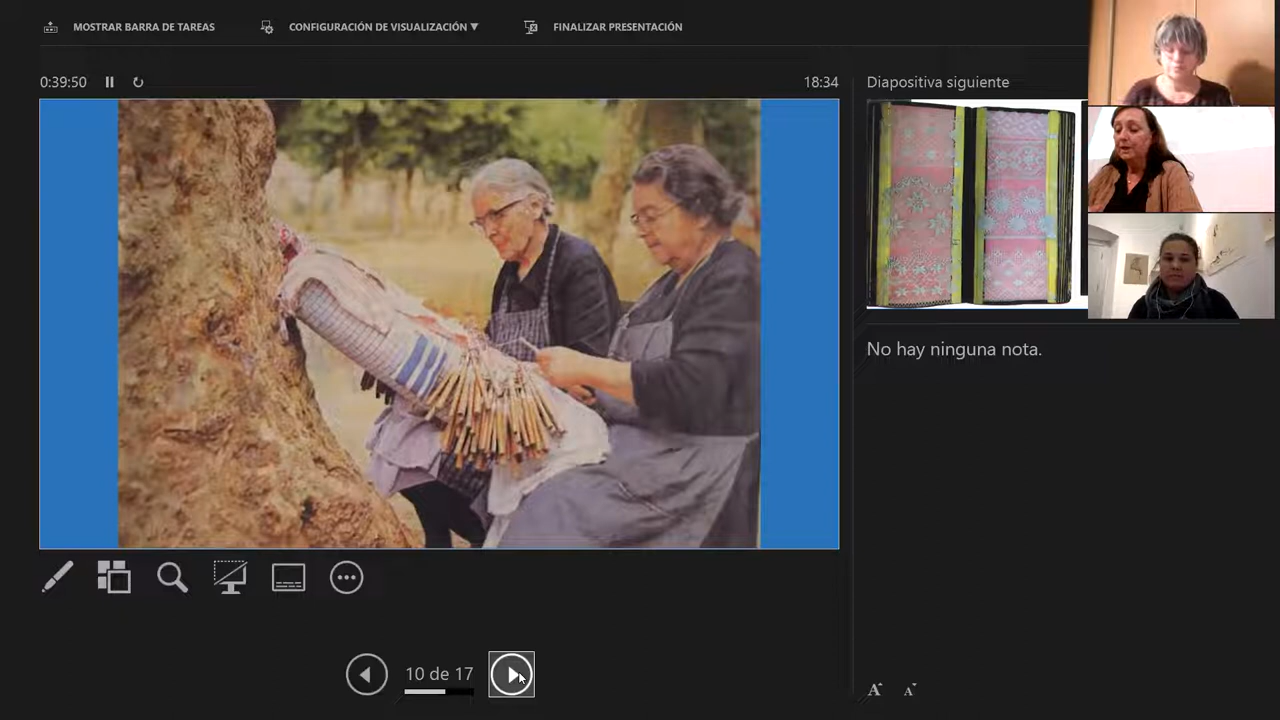 MOSTRAR BARRA DE TAREAS
CONFIGURACIÓN DE VISUALIZACIÓN ▼
FINALIZAR PRESENTACIÓN
0:39:50
18:34
Diapositiva siguiente
No hay ninguna nota.
10 de 17
A
A